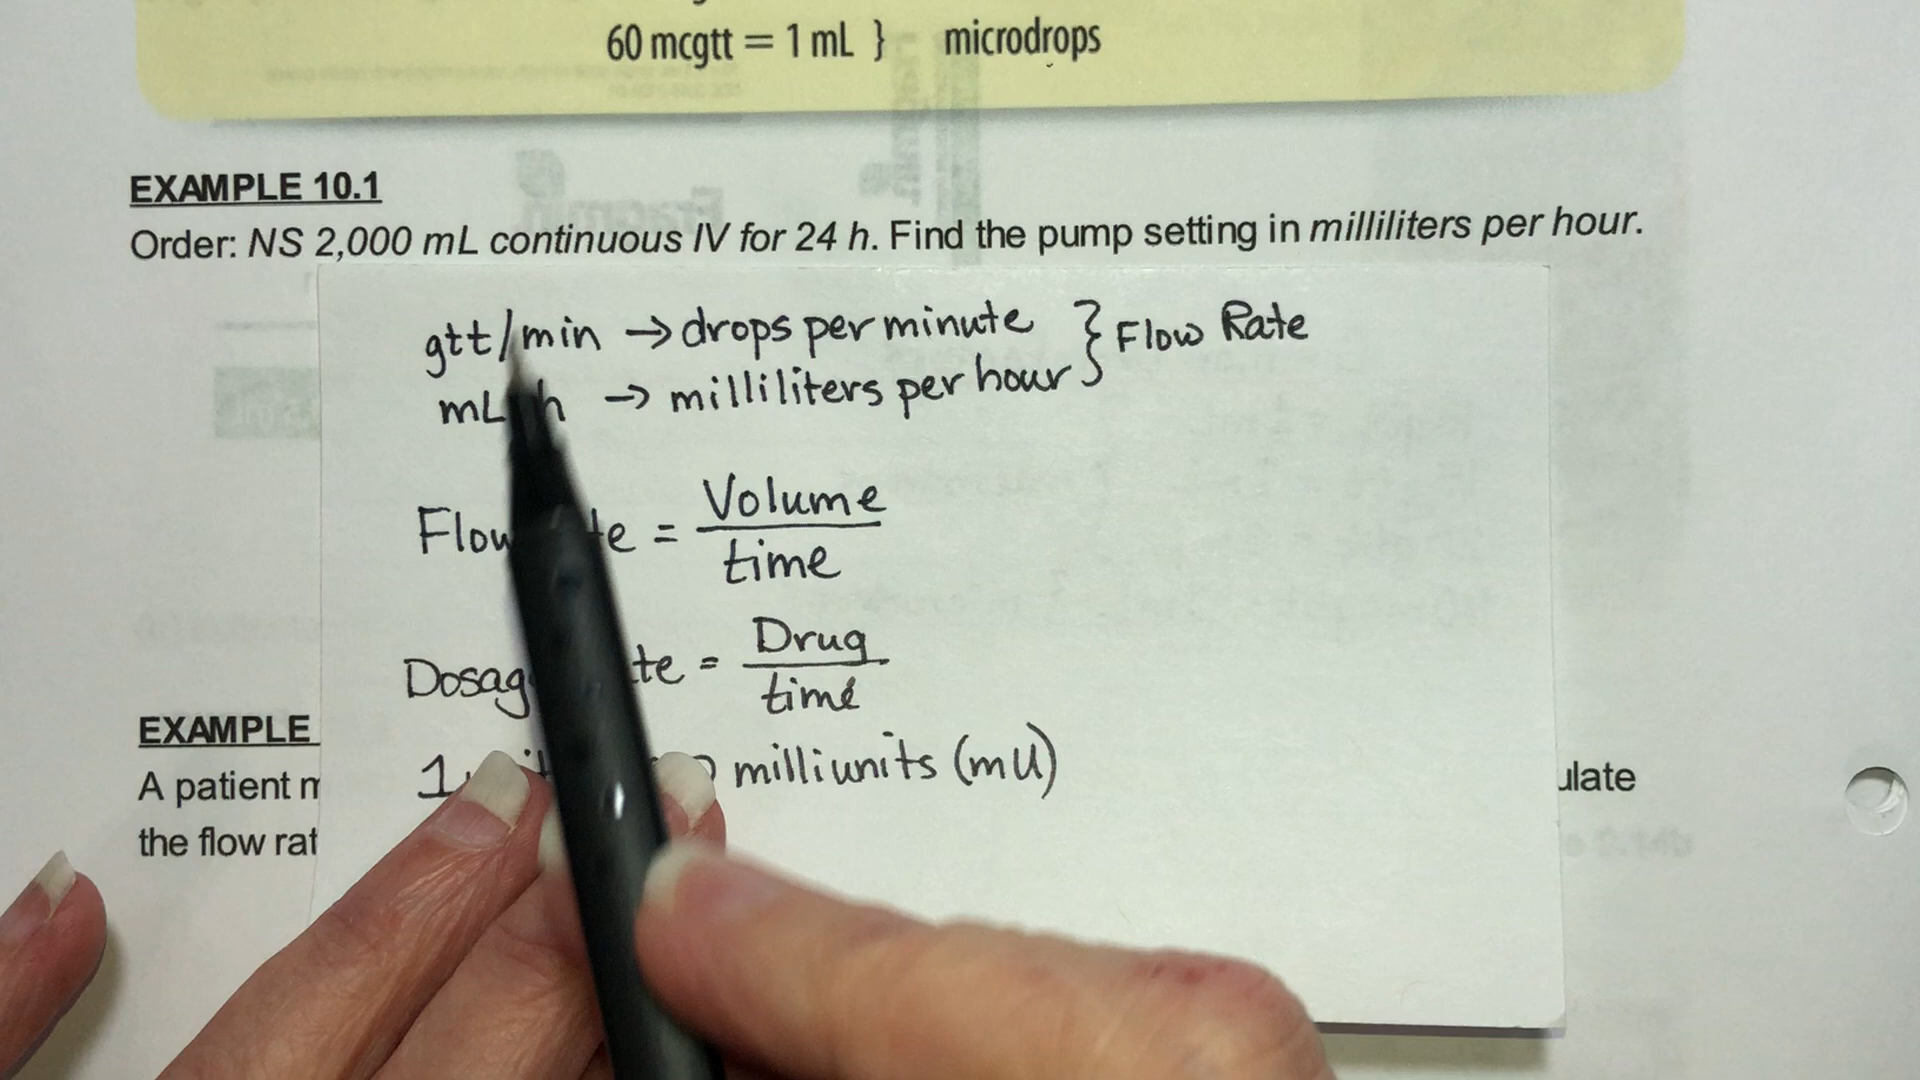 60 mcgtt = 1 mL } microdrops
EXAMPLE 10.1
Order: NS 2,000 mL continuous IV for 24 h. Find the pump setting in milliliters per hour.
gtt/min → drops per minute } Flow Rate
mL h → milliliters per hour
Flow te = Volume
time
Dosag te = Drug
time
1 milliunits (mU)
EXAMPLE
A patient m ulate
the flow rat